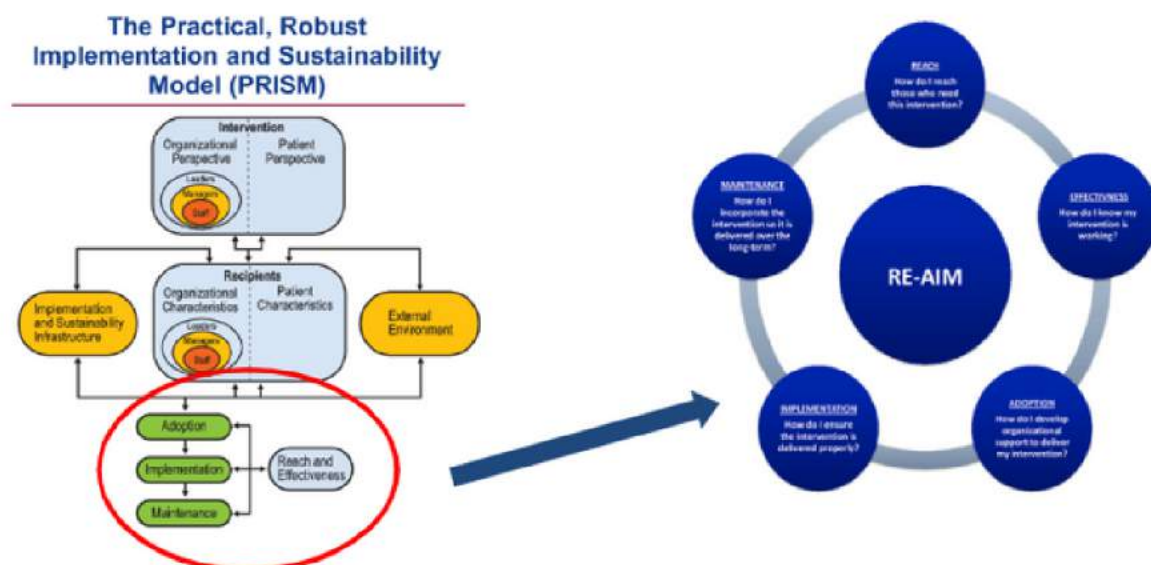 The Practical, Robust
Implementation and Sustainability
Model (PRISM)
Intervention
Organizational
Perspective
Patient
Perspective
Leaders
Managers
Staff
Recipients
Organizational
Characteristics
Patient
Characteristics
Leaders
Managers
Staff
Implementation
and Sustainability
Infrastructure
External
Environment
Adoption
Implementation
Maintenance
Reach and
Effectiveness
REACH
How do I reach
those who need
this intervention?
EFFECTIVNESS
How do I know my
intervention is
working?
ADOPTION
How do I develop
organizational
support to deliver
my intervention?
IMPLEMENTATION
How do I ensure
the intervention is
delivered properly?
MAINTENANCE
How do I
incorporate the
intervention so it is
delivered over the
long-term?
RE-AIM